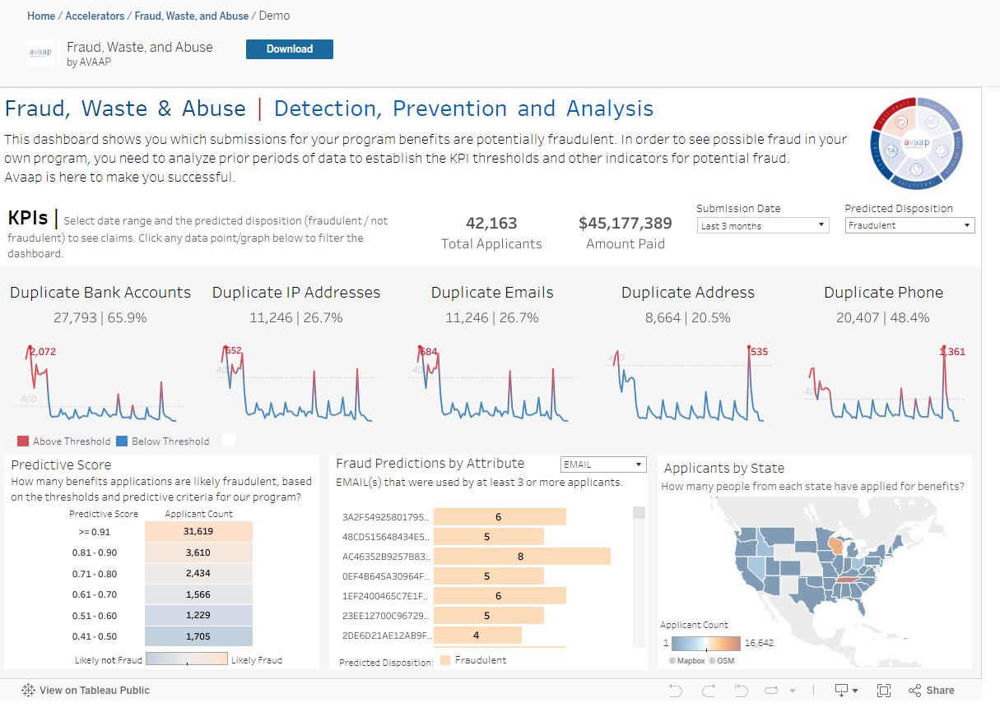 Home / Accelerators / Fraud, Waste, and Abuse / Demo
avaap
Fraud, Waste, and Abuse
by AVAAP
Download
Fraud, Waste & Abuse | Detection, Prevention and Analysis
This dashboard shows you which submissions for your program benefits are potentially fraudulent. In order to see possible fraud in your
own program, you need to analyze prior periods of data to establish the KPI thresholds and other indicators for potential fraud.
Avaap is here to make you successful.
avaap
KPIs | Select date range and the predicted disposition (fraudulent / not
fraudulent) to see claims. Click any data point/graph below to filter the
dashboard.
42,163
Total Applicants
$45,177,389
Amount Paid
Submission Date
Last 3 months
Predicted Disposition
Fraudulent
Duplicate Bank Accounts
27,793 | 65.9%
2,072
400
Duplicate IP Addresses
11,246 | 26.7%
652
Duplicate Emails
11,246 | 26.7%
684
Duplicate Address
8,664 | 20.5%
535
Duplicate Phone
20,407 | 48.4%
1,361
Above Threshold
Below Threshold
Predictive Score
How many benefits applications are likely fraudulent, based
on the thresholds and predictive criteria for our program?
Predictive Score Applicant Count
>= 0.91 31,619
0.81 - 0.90 3,610
0.71 - 0.80 2,434
0.61 - 0.70 1,566
0.51 - 0.60 1,229
0.41 - 0.50 1,705
Likely not Fraud
Likely Fraud
Fraud Predictions by Attribute
EMAIL
EMAIL(s) that were used by at least 3 or more applicants.
3A2F54925801795.. 6
48CD515648434E5.. 5
AC46352B9257B83.. 8
0EF4B645A30964F.. 5
1EF2400465C7E1F.. 6
23EE12700C96729.. 5
2DE6D21AE12AB9F.. 4
Predicted Disposition:
Fraudulent
Applicants by State
How many people from each state have applied for benefits?
Applicant Count
1
16,642
© Mapbox © OSM
View on Tableau Public
Share